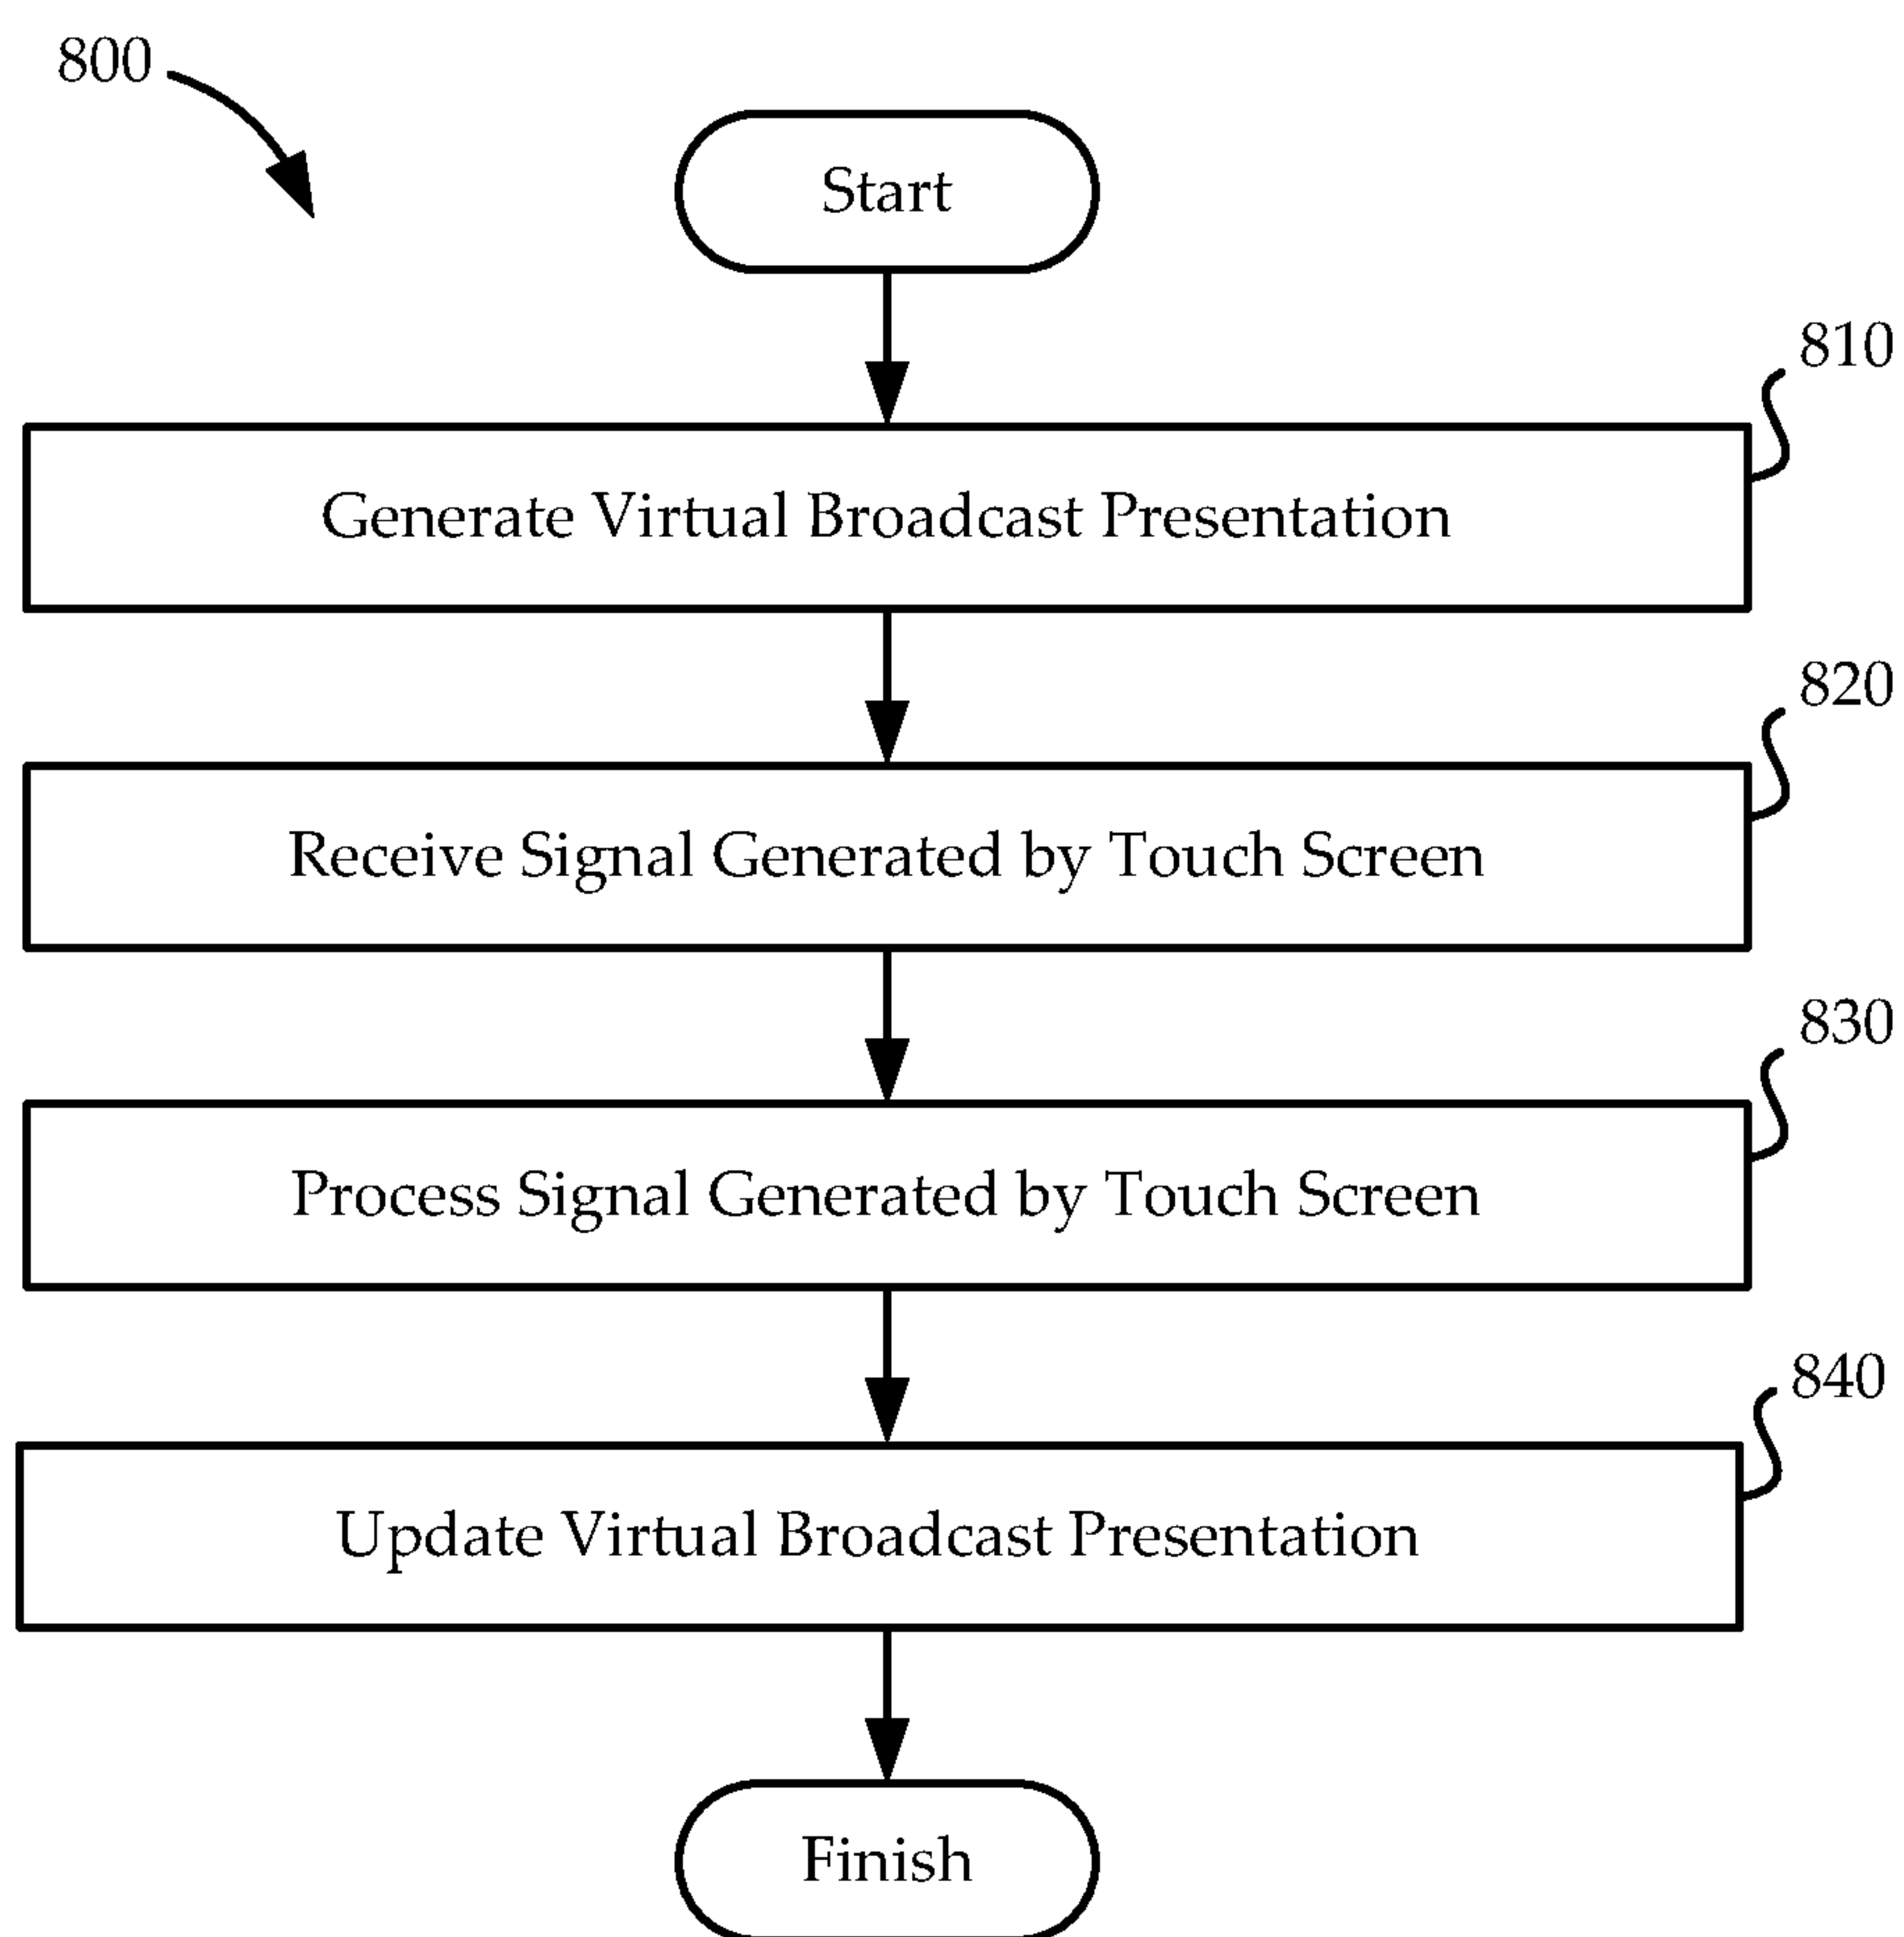 800
Start
810
Generate Virtual Broadcast Presentation
820
Receive Signal Generated by Touch Screen
830
Process Signal Generated by Touch Screen
840
Update Virtual Broadcast Presentation
Finish